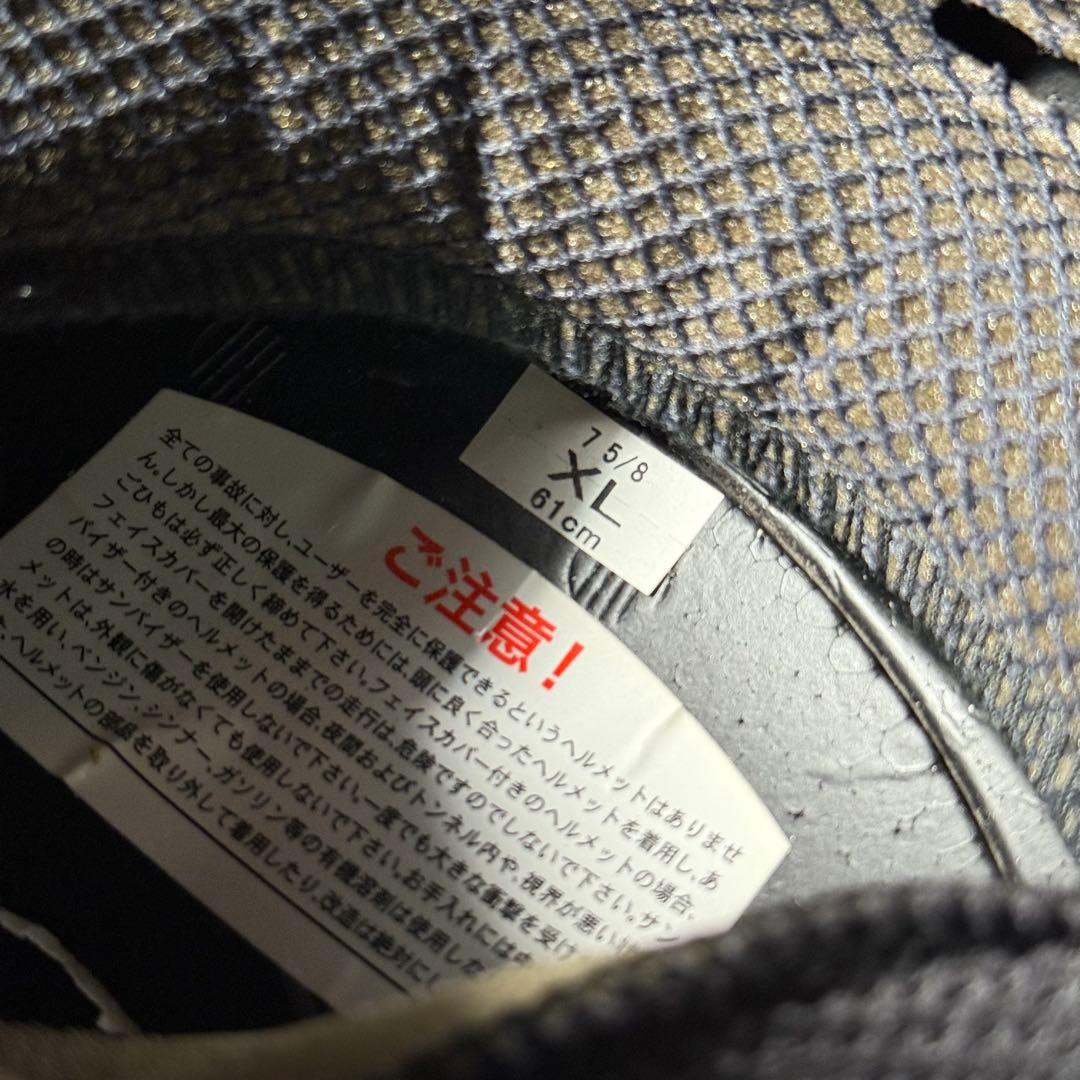 7 5/8
XL
61cm
ご注意!
全ての事故に対し、ユーザーを完全に保護できるというヘルメットはありませ
ん。しかし最大の保護を得るためには、頭に良く合ったヘルメットを着用し、あ
ごひもは必ず正しく締めて下さい。フェイスカバー付きのヘルメットの場合、
フェイスカバーを開けたままでの走行は、危険ですのでしないで下さい。サン
バイザー付きのヘルメットの場合、夜間およびトンネル内や、視界が悪い
の時はサンバイザーを使用しないで下さい。一度でも大きな衝撃を受け
メットは、外観に傷がなくても使用しないで下さい。お手入れには
水を用い、ベンジン、シンナー、ガソリン等の有機溶剤は使用しな
ヘルメットの部品を取り外して着用したり、改造は絶対にし